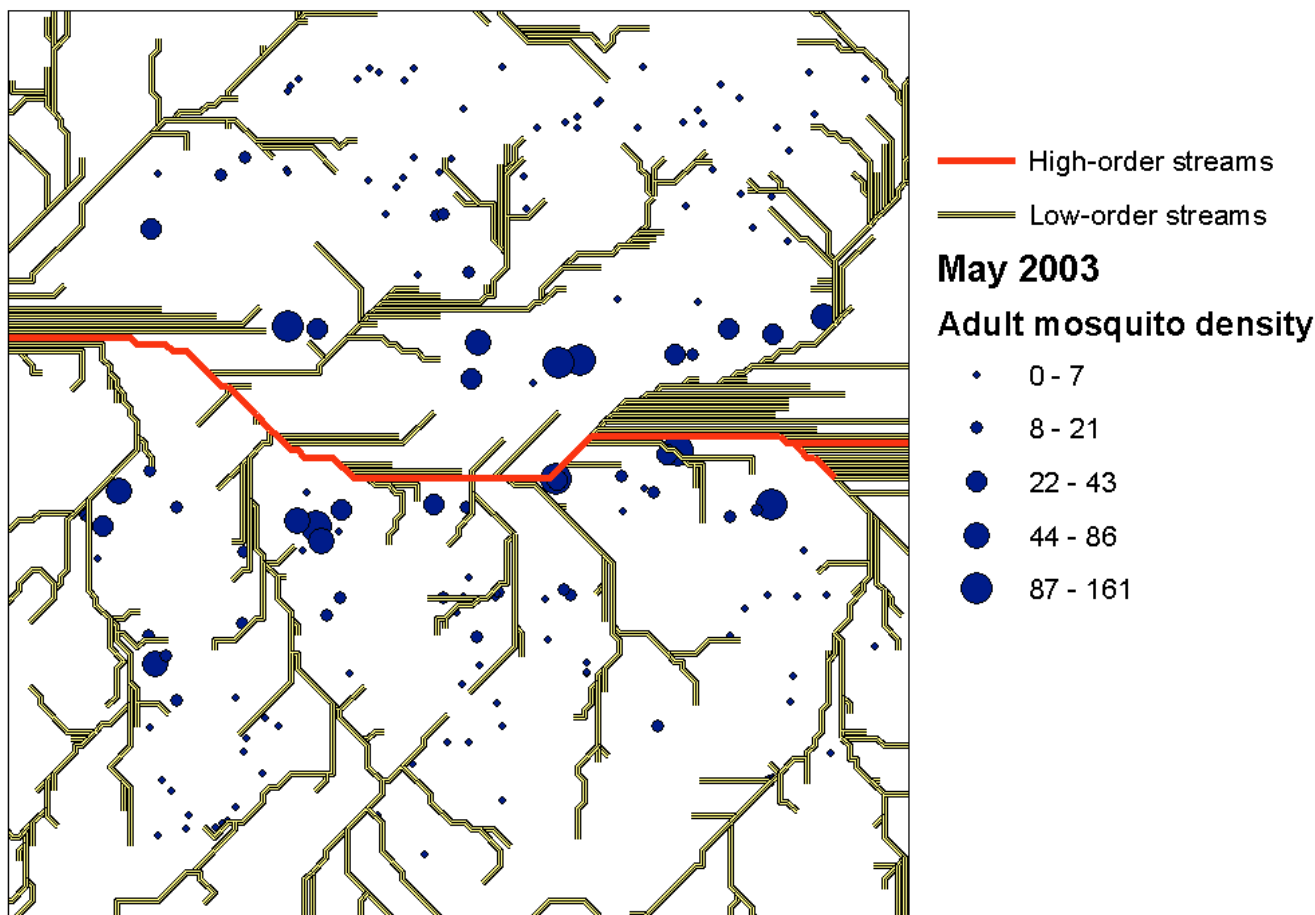 High-order streams
Low-order streams
May 2003
Adult mosquito density
0 - 7
8 - 21
22 - 43
44 - 86
87 - 161